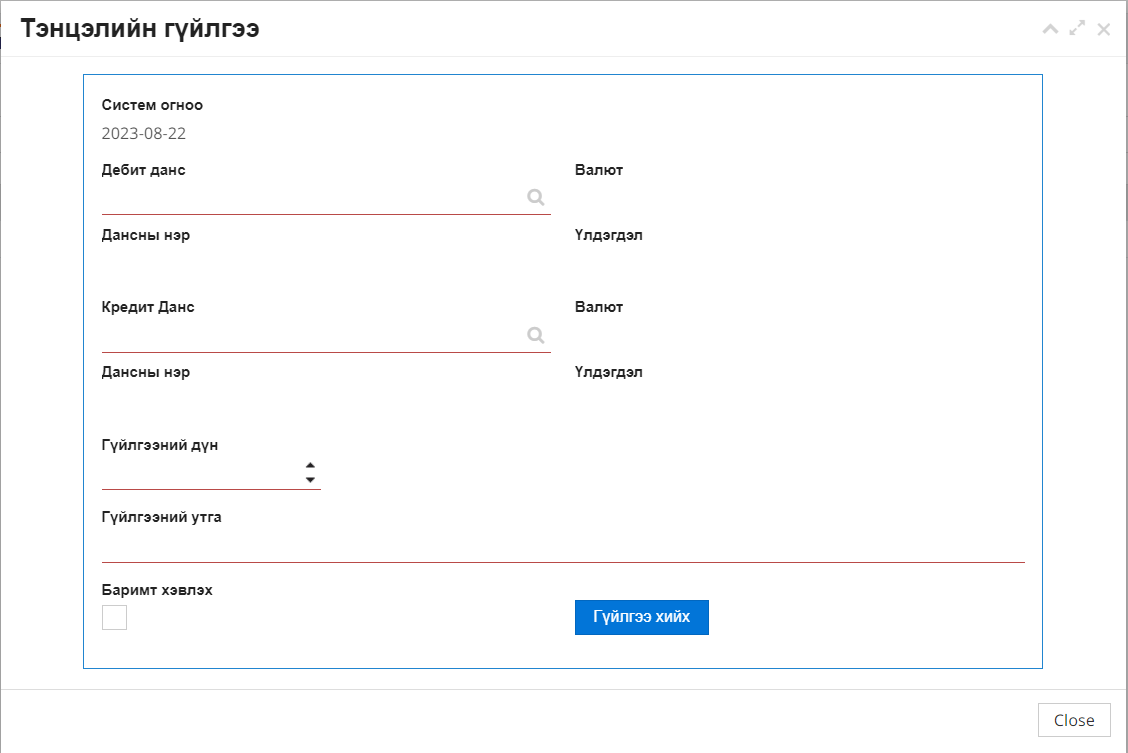 Тэнцэлийн гүйлгээ
Систем огноо
2023-08-22
Дебит данс
Валют
Дансны нэр
Үлдэгдэл
Кредит Данс
Валют
Дансны нэр
Үлдэгдэл
Гүйлгээний дүн
Гүйлгээний утга
Баримт хэвлэх
Гүйлгээ хийх
Close